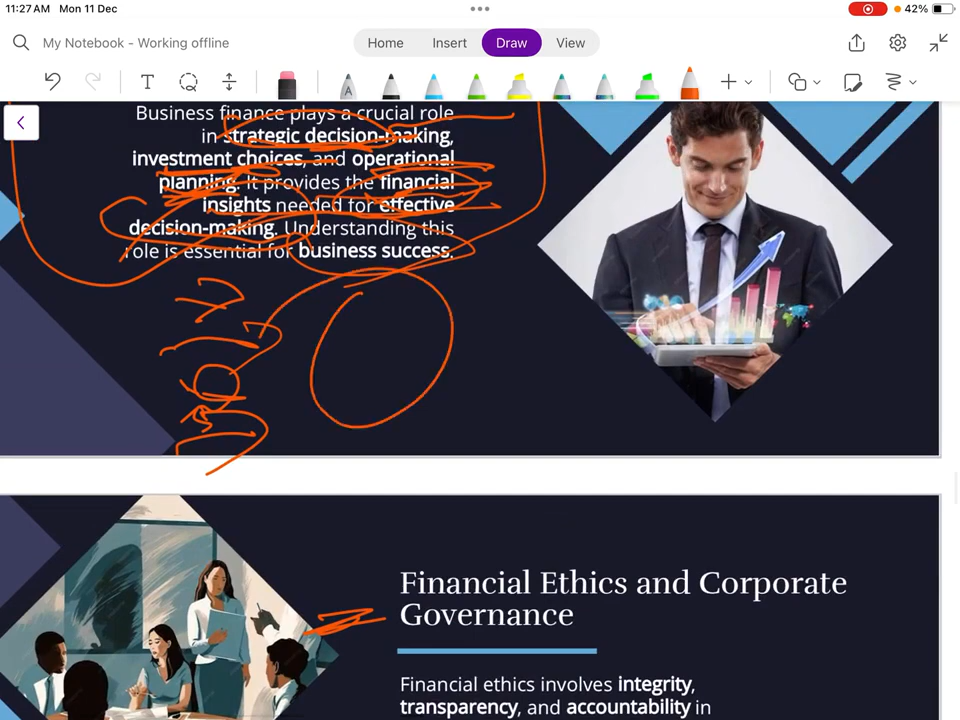 11:27 AM Mon 11 Dec
42%
My Notebook - Working offline
Home Insert Draw View
T A
Business finance plays a crucial role
in strategic decision-making,
investment choices, and operational
planning. It provides the financial
insights needed for effective
decision-making. Understanding this
role is essential for business success.
Financial Ethics and Corporate
Governance
Financial ethics involves integrity,
transparency, and accountability in